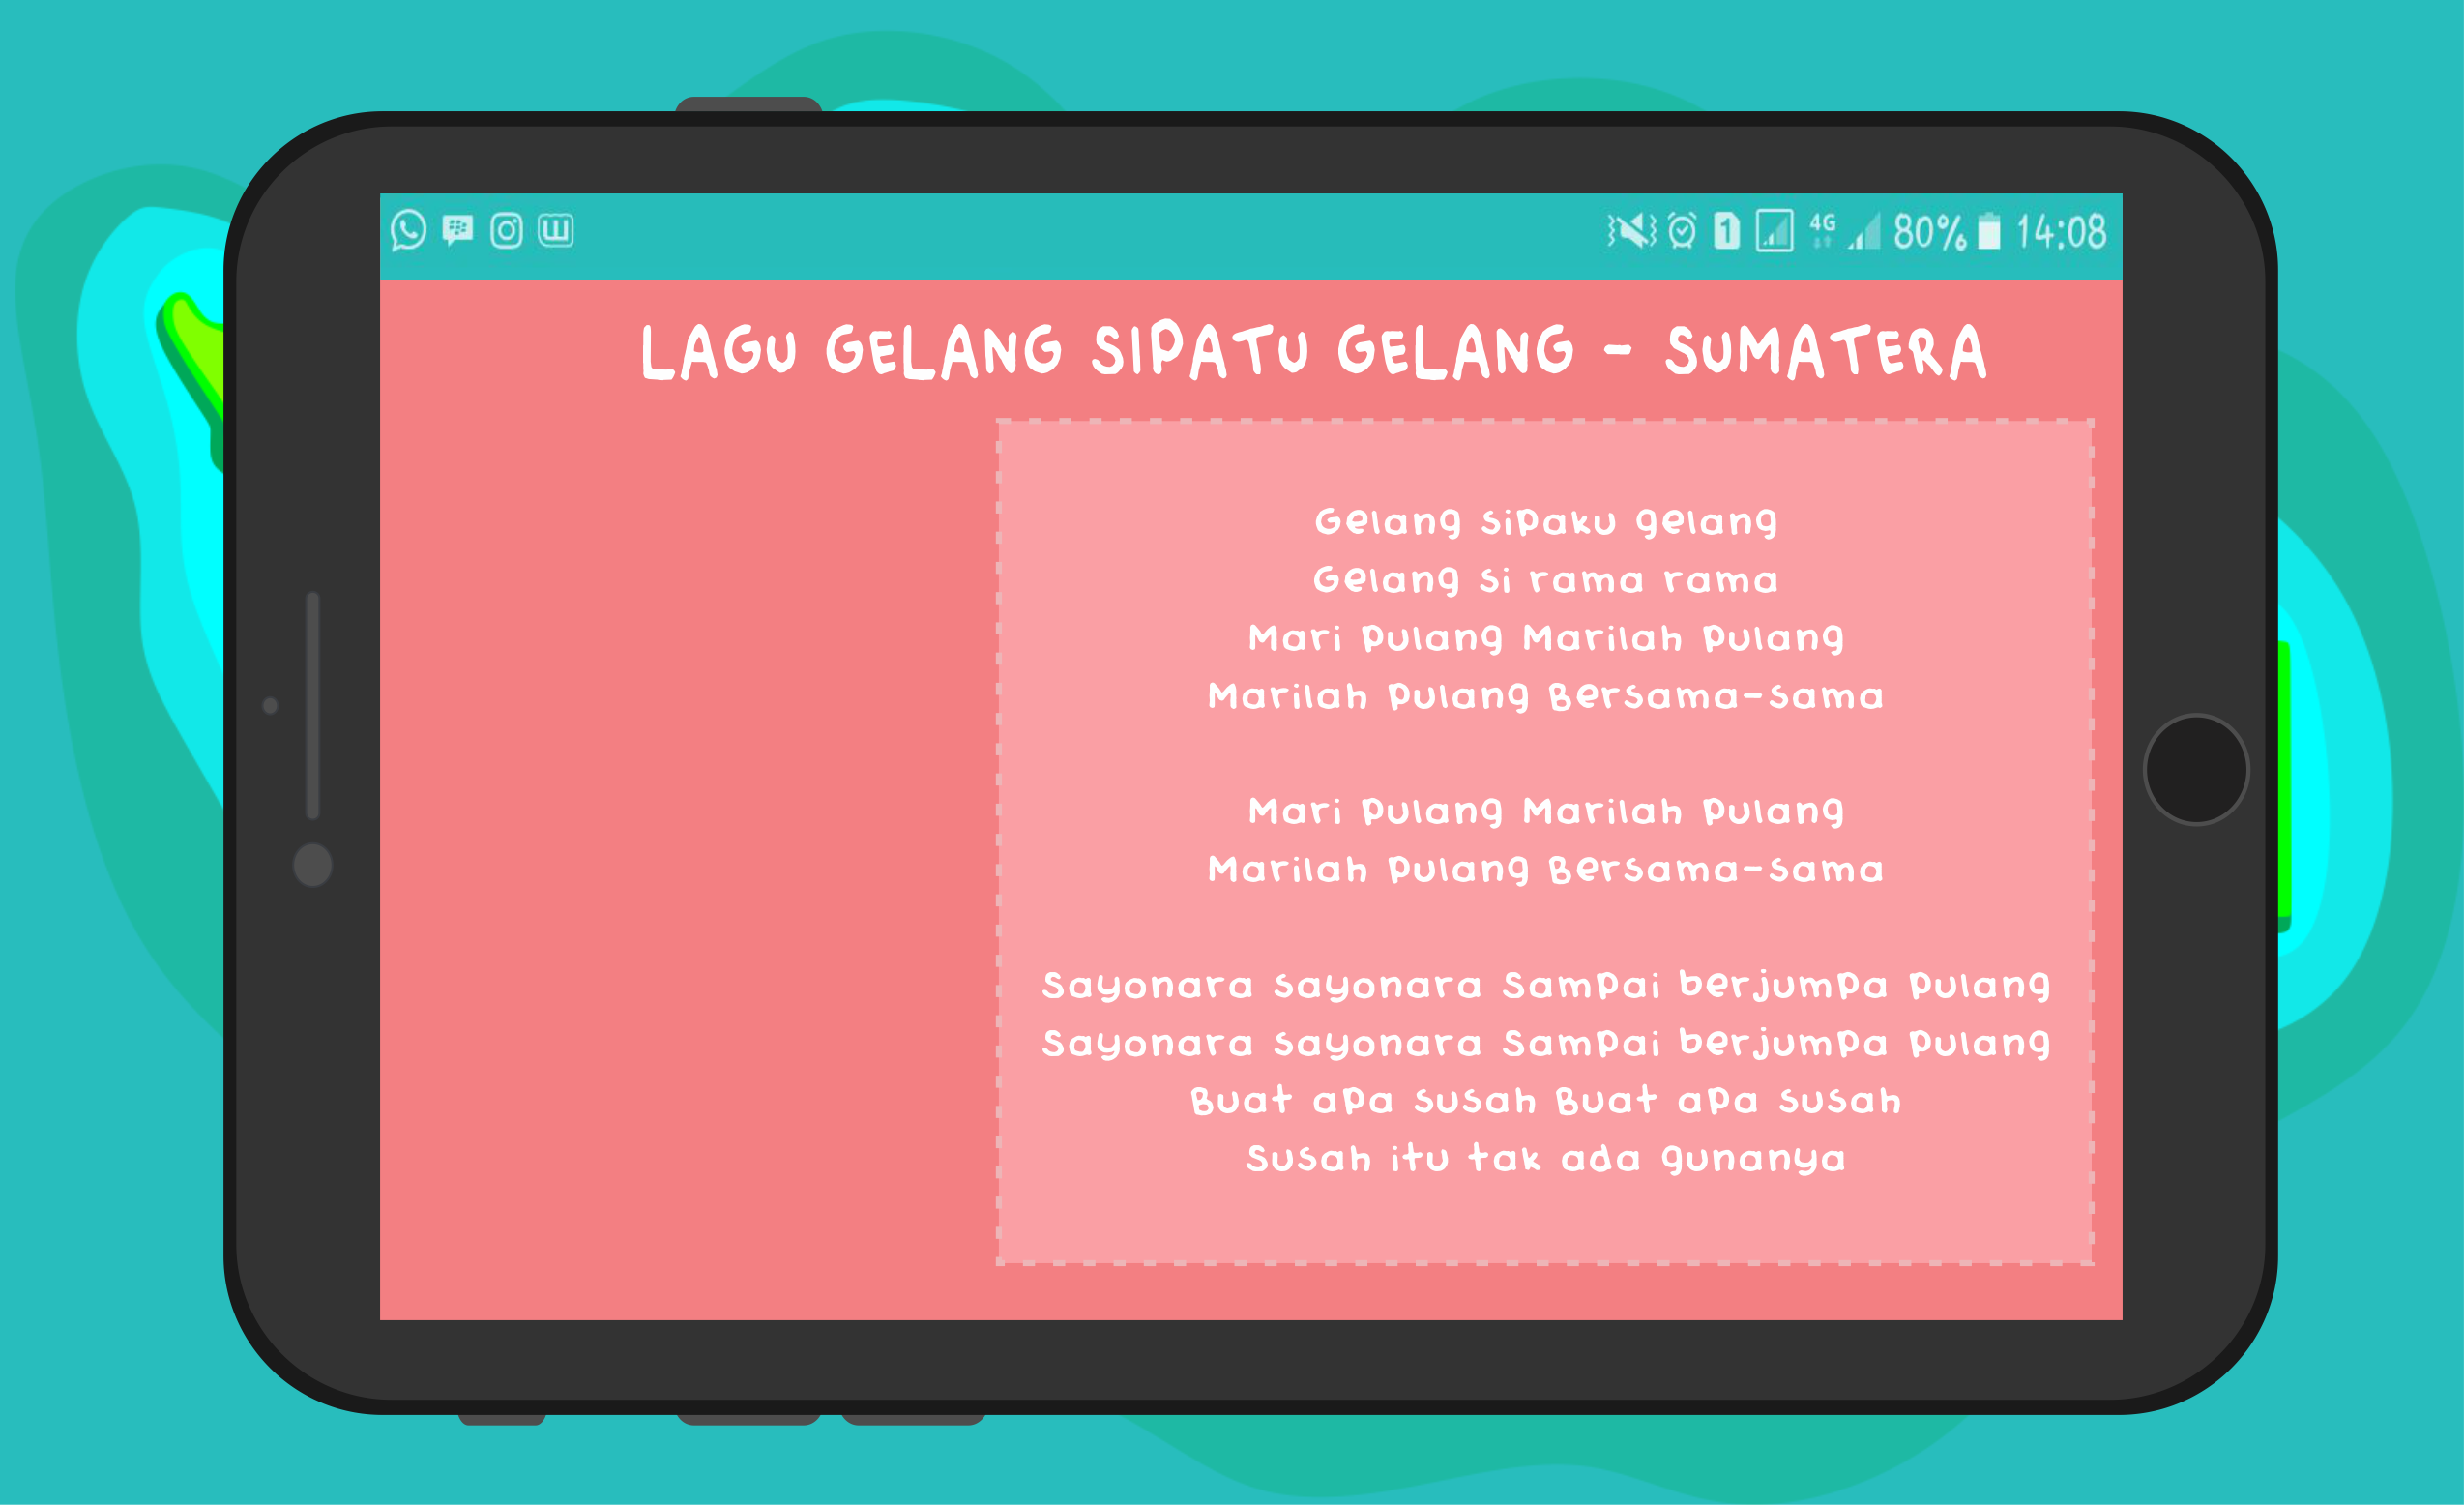 4G 80% 14:08
1
LAGU GELANG SIPATU GELANG - SUMATERA
Gelang sipaku gelang
Gelang si rama rama
Mari pulang Marilah pulang
Marilah pulang Bersama-sama
Mari pulang Marilah pulang
Marilah pulang Bersama-sama
Sayonara sayonara Sampai berjumpa pulang
Sayonara sayonara Sampai berjumpa pulang
Buat apa susah Buat apa susah
Susah itu tak ada gunanya